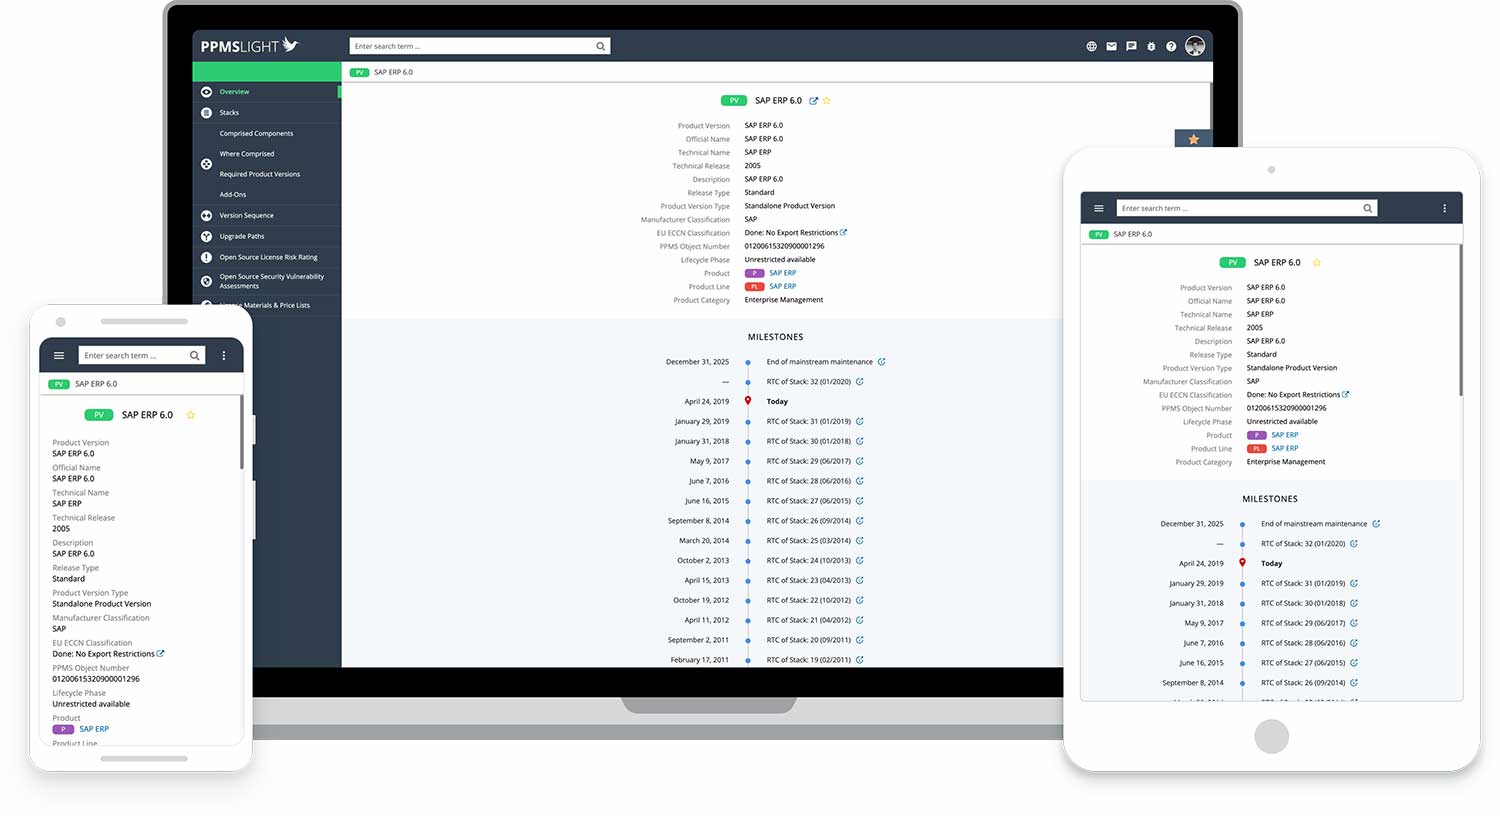 PPMSLIGHT
Enter search term ...
PV SAP ERP 6.0
Overview
Stacks
Comprised Components
Where Comprised
Required Product Versions
Add-Ons
Version Sequence
Upgrade Paths
Open Source License Risk Rating
Open Source Security Vulnerability
Assessments
Materials & Price Lists
PV SAP ERP 6.0
Product Version SAP ERP 6.0
Official Name SAP ERP 6.0
Technical Name SAP ERP
Technical Release 2005
Description SAP ERP 6.0
Release Type Standard
Product Version Type Standalone Product Version
Manufacturer Classification SAP
EU ECCN Classification Done: No Export Restrictions
PPMS Object Number 01200615320900001296
Lifecycle Phase Unrestricted available
Product P SAP ERP
Product Line PL SAP ERP
Product Category Enterprise Management
MILESTONES
December 31, 2025 End of mainstream maintenance
— RTC of Stack: 32 (01/2020)
April 24, 2019 Today
January 29, 2019 RTC of Stack: 31 (01/2019)
January 31, 2018 RTC of Stack: 30 (01/2018)
May 9, 2017 RTC of Stack: 29 (06/2017)
June 7, 2016 RTC of Stack: 28 (06/2016)
June 16, 2015 RTC of Stack: 27 (06/2015)
September 8, 2014 RTC of Stack: 26 (09/2014)
March 20, 2014 RTC of Stack: 25 (03/2014)
October 2, 2013 RTC of Stack: 24 (10/2013)
April 15, 2013 RTC of Stack: 23 (04/2013)
October 19, 2012 RTC of Stack: 22 (10/2012)
April 11, 2012 RTC of Stack: 21 (04/2012)
September 2, 2011 RTC of Stack: 20 (09/2011)
February 17, 2011 RTC of Stack: 19 (02/2011)
Enter search term ...
PV SAP ERP 6.0
PV SAP ERP 6.0
Product Version
SAP ERP 6.0
Official Name
SAP ERP 6.0
Technical Name
SAP ERP
Technical Release
2005
Description
SAP ERP 6.0
Release Type
Standard
Product Version Type
Standalone Product Version
Manufacturer Classification
SAP
EU ECCN Classification
Done: No Export Restrictions
PPMS Object Number
01200615320900001296
Lifecycle Phase
Unrestricted available
Product
P SAP ERP
Product Line
Enter search term ...
PV SAP ERP 6.0
PV SAP ERP 6.0
Product Version SAP ERP 6.0
Official Name SAP ERP 6.0
Technical Name SAP ERP
Technical Release 2005
Description SAP ERP 6.0
Release Type Standard
Product Version Type Standalone Product Version
Manufacturer Classification SAP
EU ECCN Classification Done: No Export Restrictions
PPMS Object Number 01200615320900001296
Lifecycle Phase Unrestricted available
Product P SAP ERP
Product Line PL SAP ERP
Product Category Enterprise Management
MILESTONES
December 31, 2025 End of mainstream maintenance
— RTC of Stack: 32 (01/2020)
April 24, 2019 Today
January 29, 2019 RTC of Stack: 31 (01/2019)
January 31, 2018 RTC of Stack: 30 (01/2018)
May 9, 2017 RTC of Stack: 29 (06/2017)
June 7, 2016 RTC of Stack: 28 (06/2016)
June 16, 2015 RTC of Stack: 27 (06/2015)
September 8, 2014 RTC of Stack: 26 (09/2014)